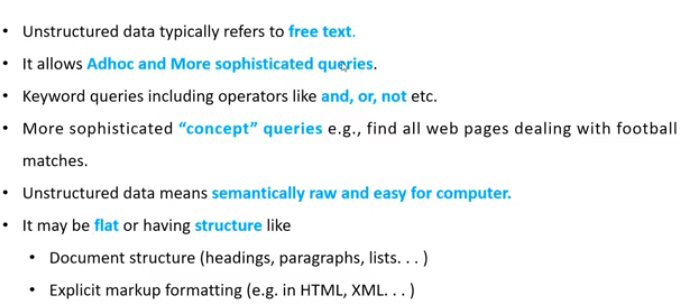 • Unstructured data typically refers to free text.
• It allows Adhoc and More sophisticated queries.
• Keyword queries including operators like and, or, not etc.
• More sophisticated “concept” queries e.g., find all web pages dealing with football
matches.
• Unstructured data means semantically raw and easy for computer.
• It may be flat or having structure like
• Document structure (headings, paragraphs, lists. . . )
• Explicit markup formatting (e.g. in HTML, XML. . . )